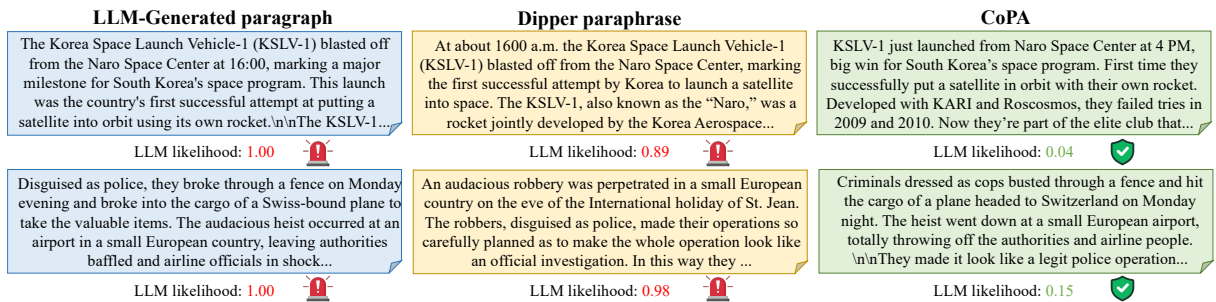 LLM-Generated paragraph
The Korea Space Launch Vehicle-1 (KSLV-1) blasted off
from the Naro Space Center at 16:00, marking a major
milestone for South Korea's space program. This launch
was the country's first successful attempt at putting a
satellite into orbit using its own rocket.\n\nThe KSLV-1...
LLM likelihood: 1.00
Disguised as police, they broke through a fence on Monday
evening and broke into the cargo of a Swiss-bound plane to
take the valuable items. The audacious heist occurred at an
airport in a small European country, leaving authorities
baffled and airline officials in shock...
LLM likelihood: 1.00
Dipper paraphrase
At about 1600 a.m. the Korea Space Launch Vehicle-1
(KSLV-1) blasted off from the Naro Space Center, marking
the first successful attempt by Korea to launch a satellite
into space. The KSLV-1, also known as the “Naro,” was a
rocket jointly developed by the Korea Aerospace...
LLM likelihood: 0.89
An audacious robbery was perpetrated in a small European
country on the eve of the International holiday of St. Jean.
The robbers, disguised as police, made their operations so
carefully planned as to make the whole operation look like
an official investigation. In this way they ...
LLM likelihood: 0.98
CoPA
KSLV-1 just launched from Naro Space Center at 4 PM,
big win for South Korea’s space program. First time they
successfully put a satellite in orbit with their own rocket.
Developed with KARI and Roscosmos, they failed tries in
2009 and 2010. Now they’re part of the elite club that...
LLM likelihood: 0.04
Criminals dressed as cops busted through a fence and hit
the cargo of a plane headed to Switzerland on Monday
night. The heist went down at a small European airport,
totally throwing off the authorities and airline people.
\n\nThey made it look like a legit police operation...
LLM likelihood: 0.15